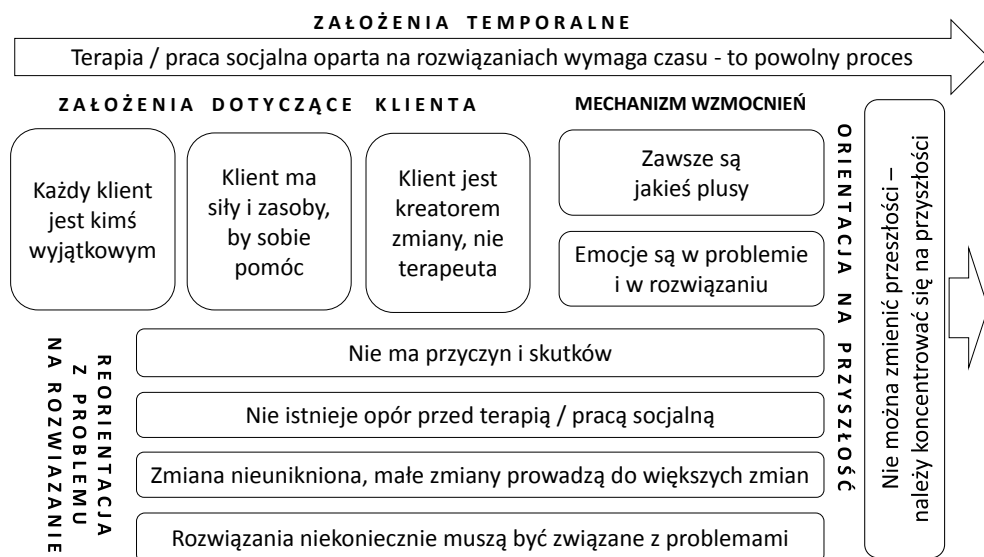 ZAŁOŻENIA TEMPORALNE
Terapia / praca socjalna oparta na rozwiązaniach wymaga czasu - to powolny proces
ZAŁOŻENIA DOTYCZĄCE KLIENTA
Każdy klient
jest kimś
wyjątkowym
Klient ma
siły i zasoby,
by sobie
pomóc
Klient jest
kreatorem
zmiany, nie
terapeuta
MECHANIZM WZMOCNIEŃ
Zawsze są
jakieś plusy
Emocje są w problemie
i w rozwiązaniu
REORIENTACJA
Z PROBLEMU
NA ROZWIAZANIE
Nie ma przyczyn i skutków
Nie istnieje opór przed terapią / pracą socjalną
Zmiana nieunikniona, małe zmiany prowadzą do większych zmian
Rozwiązania niekoniecznie muszą być związane z problemami
ORIENTACJA NA PRZYSZŁOŚĆ
Nie można zmienić przeszłości –
należy koncentrować się na przyszłości